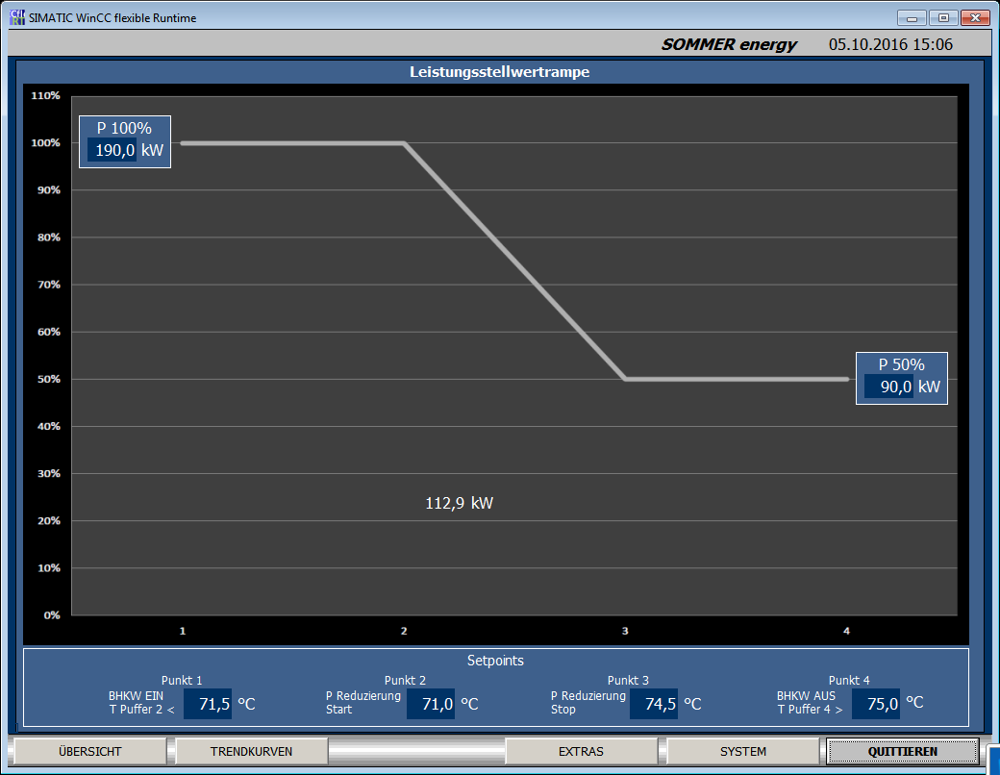 SIMATIC WinCC flexible Runtime
SOMMER energy 05.10.2016 15:06
Leistungsstellwertrampe
110%
P 100%
190,0 kW
100%
90%
80%
70%
60%
P 50%
90,0 kW
50%
40%
30%
112,9 kW
20%
10%
0%
1 2 3 4
Setpoints
Punkt 1
BHKW EIN
T Puffer 2 <
71,5 °C
Punkt 2
P Reduzierung
Start
71,0 °C
Punkt 3
P Reduzierung
Stop
74,5 °C
Punkt 4
BHKW AUS
T Puffer 4 >
75,0 °C
ÜBERSICHT TRENDKURVEN EXTRAS SYSTEM QUITTIEREN